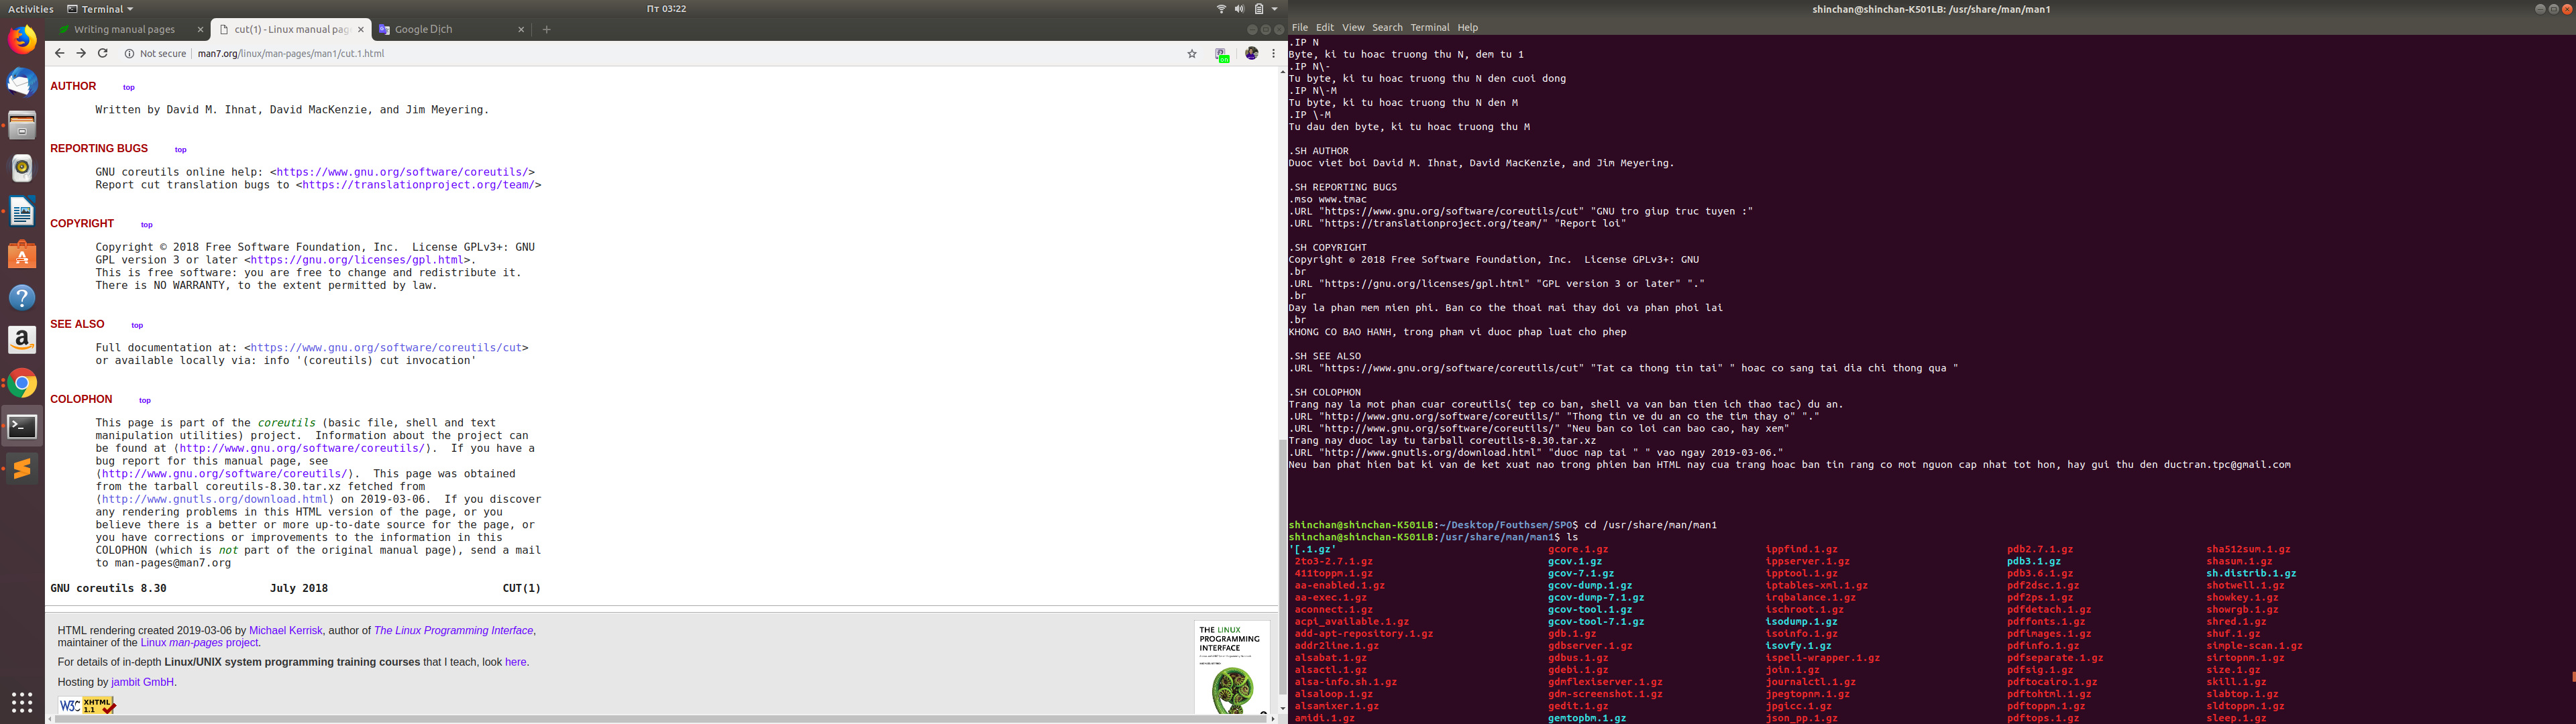 Activities Terminal Пт 03:22
Writing manual pages
cut(1) - Linux manual pag
Google Dịch
Not secure | man7.org/linux/man-pages/man1/cut.1.html
AUTHOR top
Written by David M. Ihnat, David MacKenzie, and Jim Meyering.
REPORTING BUGS top
GNU coreutils online help: <https://www.gnu.org/software/coreutils/>
Report cut translation bugs to <https://translationproject.org/team/>
COPYRIGHT top
Copyright © 2018 Free Software Foundation, Inc.  License GPLv3+: GNU
GPL version 3 or later <https://gnu.org/licenses/gpl.html>.
This is free software: you are free to change and redistribute it.
There is NO WARRANTY, to the extent permitted by law.
SEE ALSO top
Full documentation at: <https://www.gnu.org/software/coreutils/cut>
or available locally via: info '(coreutils) cut invocation'
COLOPHON top
This page is part of the coreutils (basic file, shell and text
manipulation utilities) project.  Information about the project can
be found at ⟨http://www.gnu.org/software/coreutils/⟩.  If you have a
bug report for this manual page, see
⟨http://www.gnu.org/software/coreutils/⟩.  This page was obtained
from the tarball coreutils-8.30.tar.xz fetched from
⟨http://www.gnutls.org/download.html⟩ on 2019-03-06.  If you discover
any rendering problems in this HTML version of the page, or you
believe there is a better or more up-to-date source for the page, or
you have corrections or improvements to the information in this
COLOPHON (which is not part of the original manual page), send a mail
to man-pages@man7.org
GNU coreutils 8.30 July 2018 CUT(1)
HTML rendering created 2019-03-06 by Michael Kerrisk, author of The Linux Programming Interface,
maintainer of the Linux man-pages project.
For details of in-depth Linux/UNIX system programming training courses that I teach, look here.
Hosting by jambit GmbH.
W3C XHTML 1.1
THE LINUX
PROGRAMMING
INTERFACE
shinchan@shinchan-K501LB: /usr/share/man/man1
File Edit View Search Terminal Help
.IP N
Byte, ki tu hoac truong thu N, dem tu 1
.IP N\-
Tu byte, ki tu hoac truong thu N den cuoi dong
.IP N\-M
Tu byte, ki tu hoac truong thu N den M
.IP \-M
Tu dau den byte, ki tu hoac truong thu M
.SH AUTHOR
Duoc viet boi David M. Ihnat, David MacKenzie, and Jim Meyering.
.SH REPORTING BUGS
.mso www.tmac
.URL "https://www.gnu.org/software/coreutils/cut" "GNU tro giup truc tuyen :"
.URL "https://translationproject.org/team/" "Report loi"
.SH COPYRIGHT
Copyright © 2018 Free Software Foundation, Inc.  License GPLv3+: GNU
.br
.URL "https://gnu.org/licenses/gpl.html" "GPL version 3 or later" "."
.br
Day la phan mem mien phi. Ban co the thoai mai thay doi va phan phoi lai
.br
KHONG CO BAO HANH, trong pham vi duoc phap luat cho phep
.SH SEE ALSO
.URL "https://www.gnu.org/software/coreutils/cut" "Tat ca thong tin tai" " hoac co sang tai dia chi thong qua "
.SH COLOPHON
Trang nay la mot phan cuar coreutils( tep co ban, shell va van ban tien ich thao tac) du an.
.URL "http://www.gnu.org/software/coreutils/" "Thong tin ve du an co the tim thay o" "."
.URL "http://www.gnu.org/software/coreutils/" "Neu ban co loi can bao cao, hay xem"
Trang nay duoc lay tu tarball coreutils-8.30.tar.xz
.URL "http://www.gnutls.org/download.html" "duoc nap tai " " vao ngay 2019-03-06."
Neu ban phat hien bat ki van de ket xuat nao trong phien ban HTML nay cua trang hoac ban tin rang co mot nguon cap nhat tot hon, hay gui thu den ductran.tpc@gmail.com
shinchan@shinchan-K501LB:~/Desktop/Fouthsem/SPO$ cd /usr/share/man/man1
shinchan@shinchan-K501LB:/usr/share/man/man1$ ls
'[.1.gz' gcore.1.gz ippfind.1.gz pdb2.7.1.gz sha512sum.1.gz
2to3-2.7.1.gz gcov.1.gz ippserver.1.gz pdb3.1.gz shasum.1.gz
411toppm.1.gz gcov-7.1.gz ipptool.1.gz pdb3.6.1.gz sh.distrib.1.gz
aa-enabled.1.gz gcov-dump.1.gz iptables-xml.1.gz pdf2dsc.1.gz shotwell.1.gz
aa-exec.1.gz gcov-dump-7.1.gz irqbalance.1.gz pdf2ps.1.gz showkey.1.gz
aconnect.1.gz gcov-tool.1.gz ischroot.1.gz pdfdetach.1.gz showrgb.1.gz
acpi_available.1.gz gcov-tool-7.1.gz isodump.1.gz pdffonts.1.gz shred.1.gz
add-apt-repository.1.gz gdb.1.gz isoinfo.1.gz pdfimages.1.gz shuf.1.gz
addr2line.1.gz gdbserver.1.gz isovfy.1.gz pdfinfo.1.gz simple-scan.1.gz
alsabat.1.gz gdbus.1.gz ispell-wrapper.1.gz pdfseparate.1.gz sirtopnm.1.gz
alsactl.1.gz gdebi.1.gz join.1.gz pdfsig.1.gz size.1.gz
alsa-info.sh.1.gz gdmflexiserver.1.gz journalctl.1.gz pdftocairo.1.gz skill.1.gz
alsaloop.1.gz gdm-screenshot.1.gz jpegtopnm.1.gz pdftohtml.1.gz slabtop.1.gz
alsamixer.1.gz gedit.1.gz jpgicc.1.gz pdftoppm.1.gz sldtoppm.1.gz
amidi.1.gz gemtopbm.1.gz json_pp.1.gz pdftops.1.gz sleep.1.gz